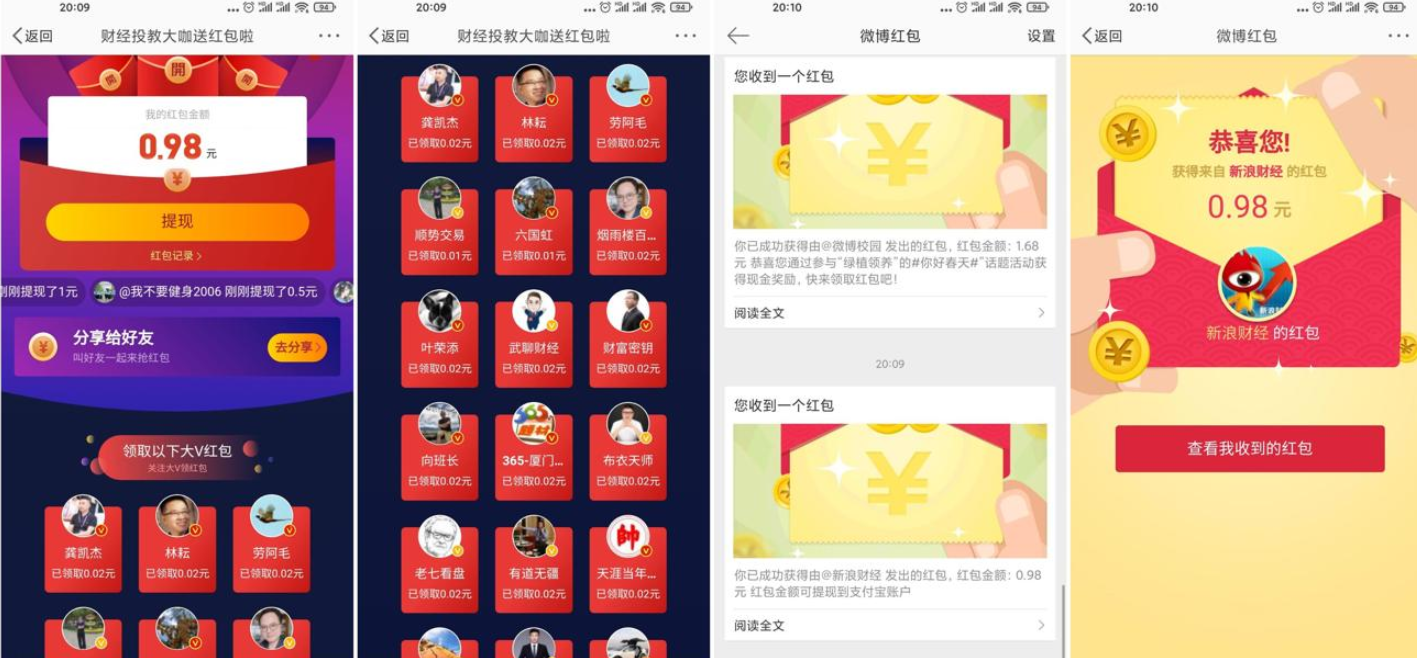 20:09
94
返回
财经投教大咖送红包啦
開
開
開
我的红包金额
0.98 元
¥
提现
红包记录
刚刚提现了1元
@我不要健身2006 刚刚提现了0.5元
¥
分享给好友
叫好友一起来抢红包
去分享
领取以下大V红包
关注大V领红包
龚凯杰
林耘
劳阿毛
已领取0.02元
已领取0.02元
已领取0.02元
20:09
94
返回
财经投教大咖送红包啦
龚凯杰
林耘
劳阿毛
已领取0.02元
已领取0.02元
已领取0.02元
顺势交易
六国虹
烟雨楼百...
已领取0.01元
已领取0.02元
已领取0.02元
叶荣添
武聊财经
财富密钥
已领取0.02元
已领取0.02元
已领取0.02元
365
向班长
365-厦门...
布衣天师
已领取0.02元
已领取0.02元
已领取0.02元
帥
老七看盘
有道无疆
天涯当年...
已领取0.02元
已领取0.02元
已领取0.02元
20:10
94
微博红包
设置
您收到一个红包
¥
你已成功获得由@微博校园 发出的红包，红包金额：1.68
元 恭喜您通过参与“绿植领养”的#你好春天#”话题活动获
得现金奖励，快来领取红包吧！
阅读全文
20:09
您收到一个红包
¥
你已成功获得由@新浪财经 发出的红包，红包金额：0.98
元 红包金额可提现到支付宝账户
阅读全文
20:10
94
返回
微博红包
¥
恭喜您!
获得来自 新浪财经 的红包
0.98 元
新浪财经 的红包
¥
¥
查看我收到的红包